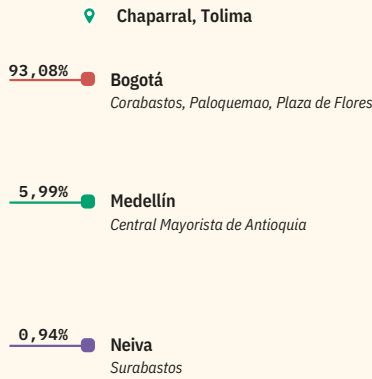 Chaparral, Tolima
93,08%
Bogotá
Corabastos, Paloquemao, Plaza de Flores
5,99%
Medellín
Central Mayorista de Antioquia
0,94%
Neiva
Surabastos